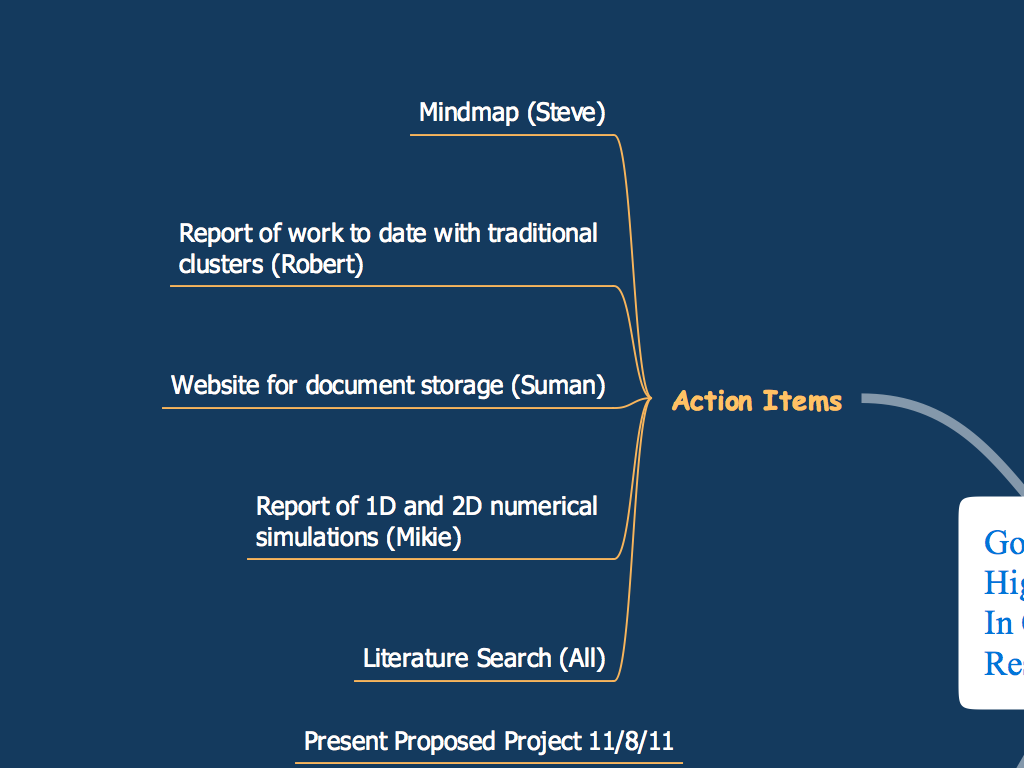 Mindmap (Steve)
Report of work to date with traditional
clusters (Robert)
Website for document storage (Suman)
Action Items
Report of 1D and 2D numerical
simulations (Mikie)
Literature Search (All)
Present Proposed Project 11/8/11
In